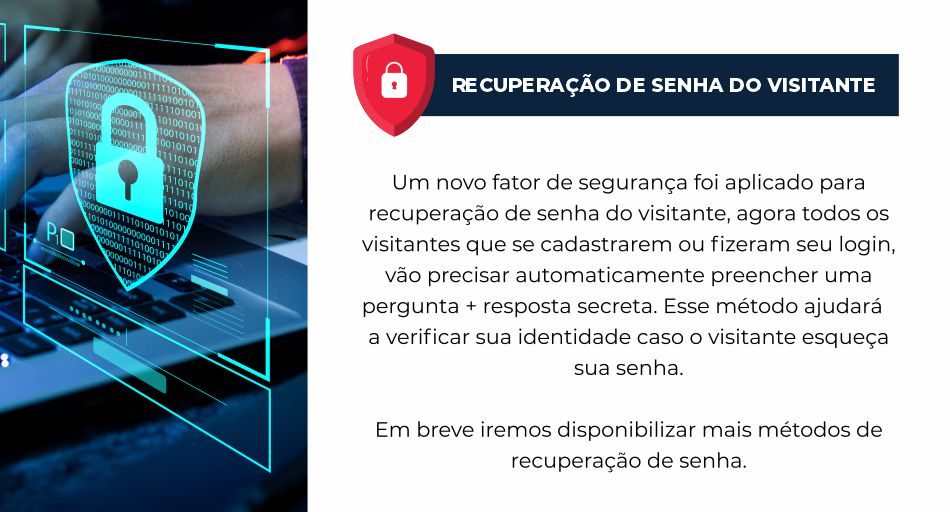 RECUPERAÇÃO DE SENHA DO VISITANTE
Um novo fator de segurança foi aplicado para
recuperação de senha do visitante, agora todos os
visitantes que se cadastrarem ou fizeram seu login,
vão precisar automaticamente preencher uma
pergunta + resposta secreta. Esse método ajudará
a verificar sua identidade caso o visitante esqueça
sua senha.
Em breve iremos disponibilizar mais métodos de
recuperação de senha.